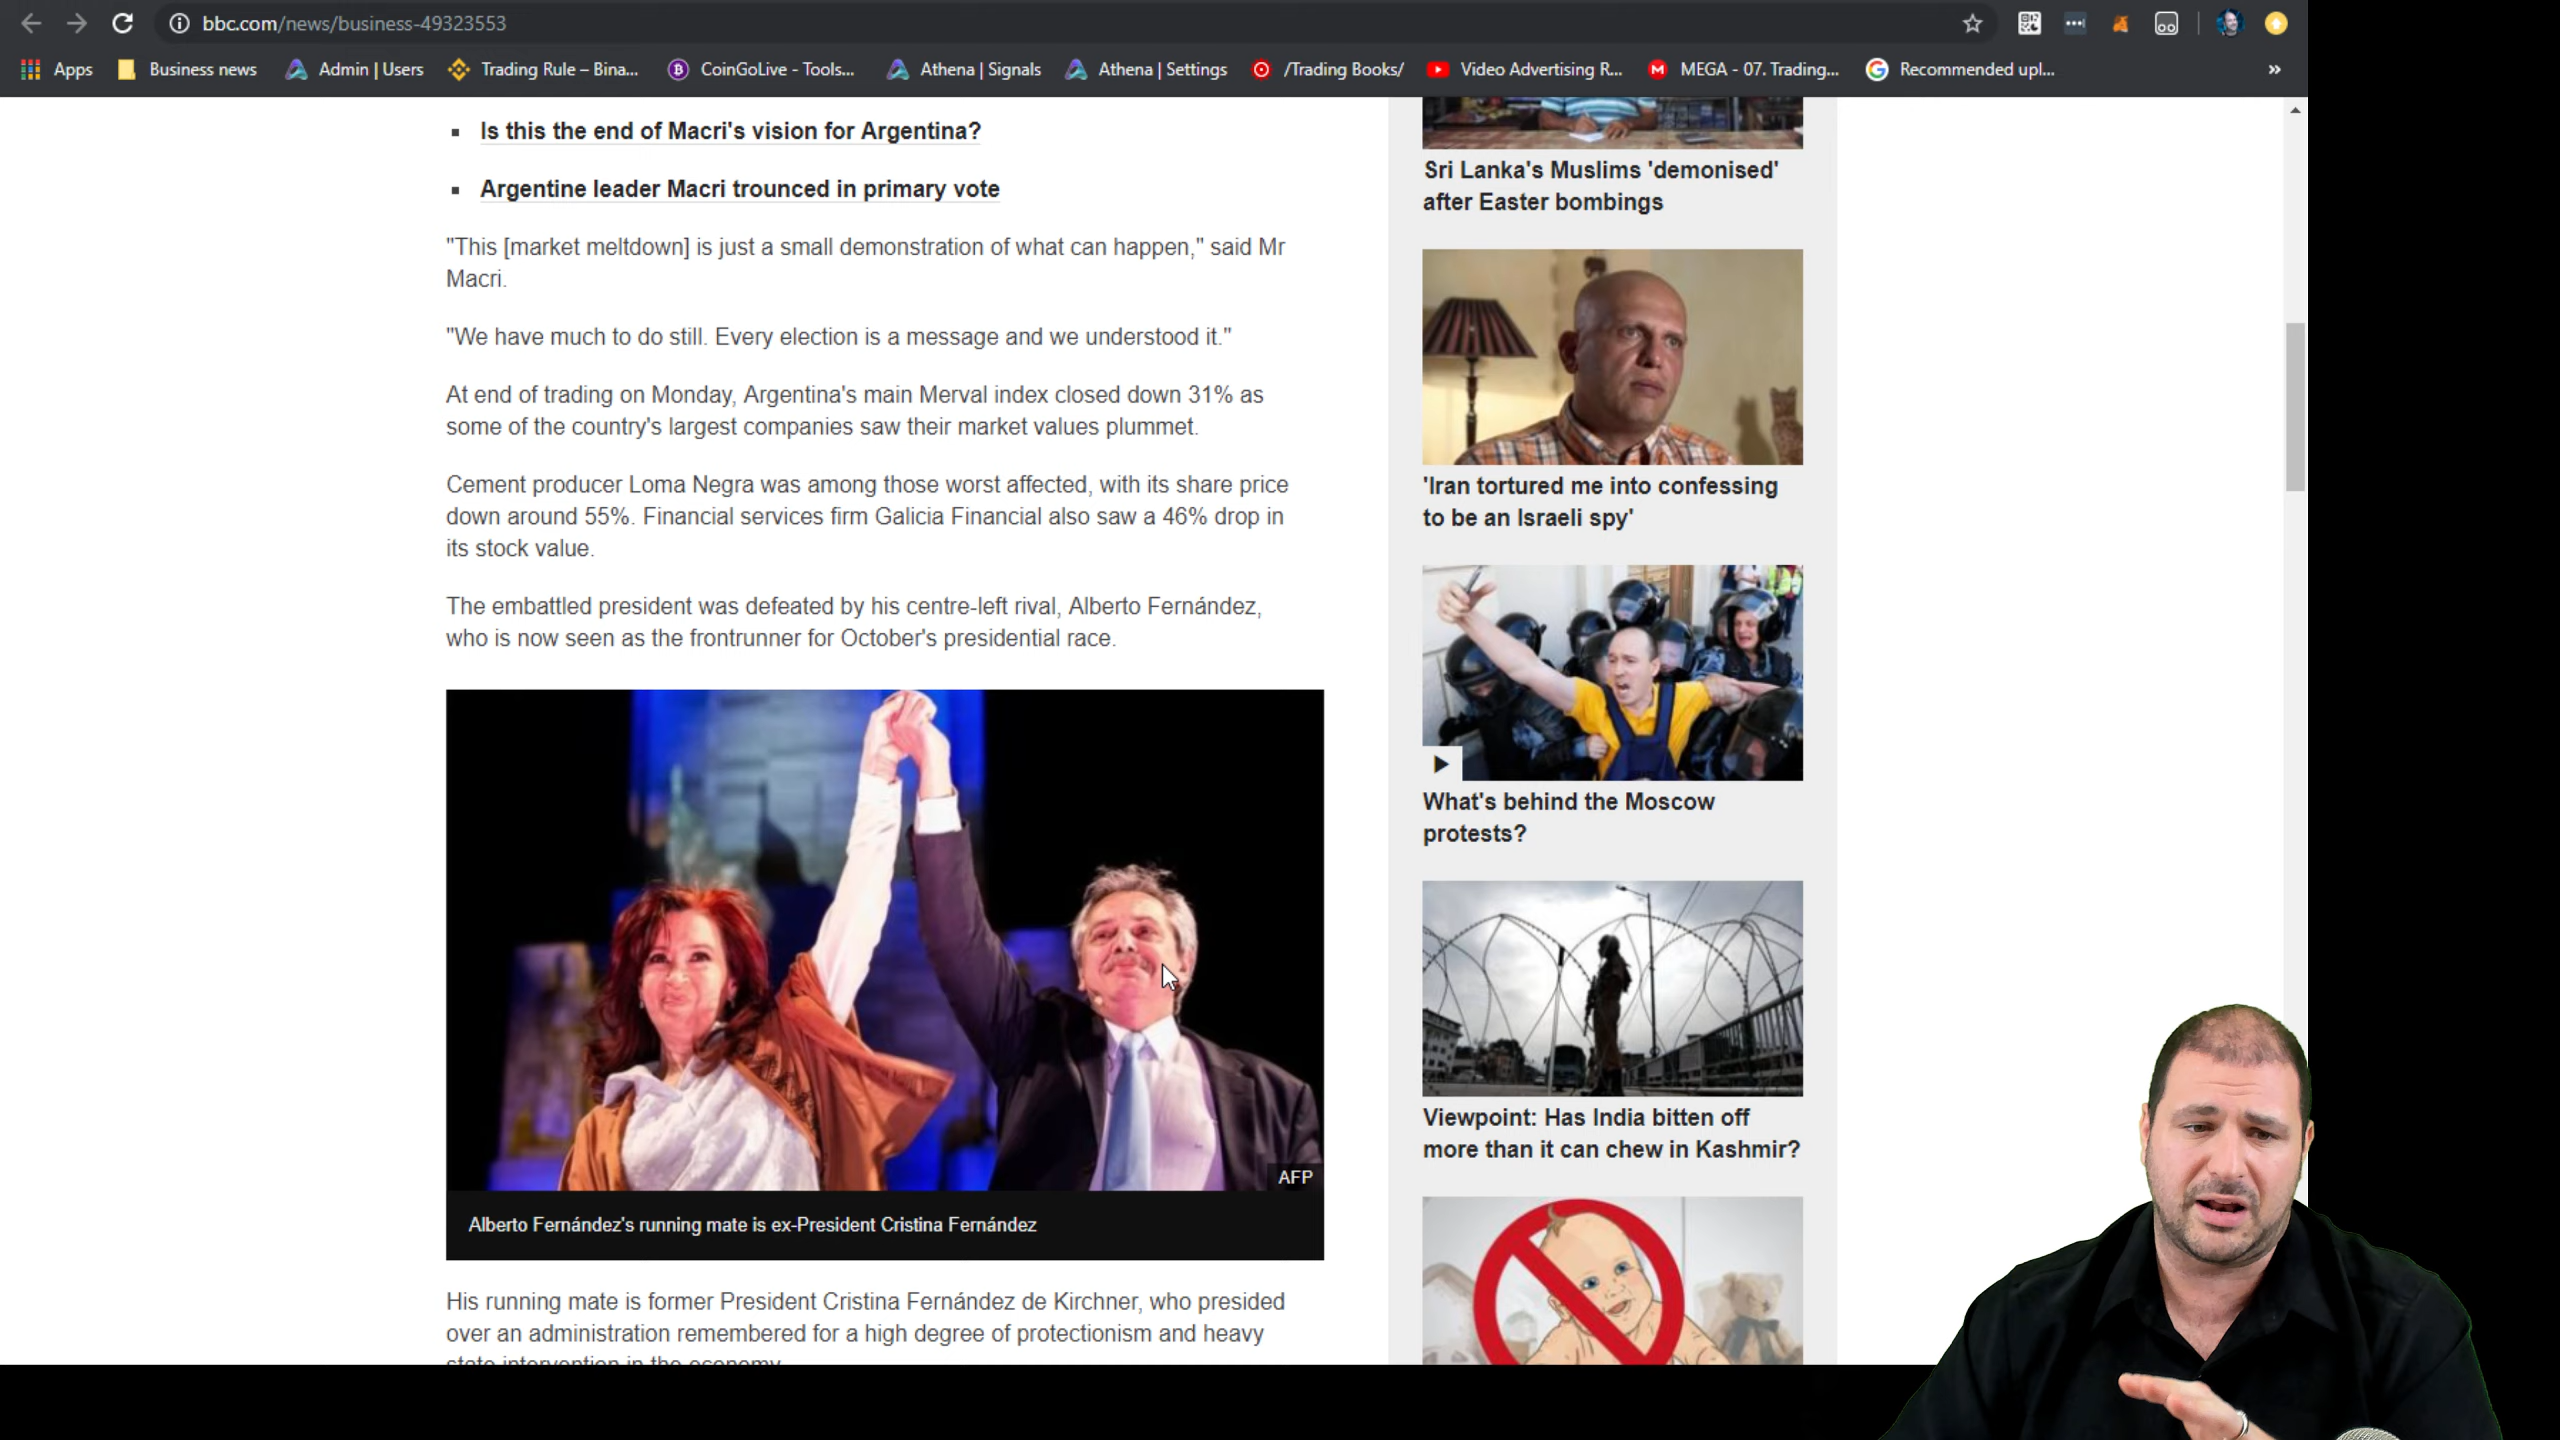 bbc.com/news/business-49323553
Apps
Business news
Admin | Users
Trading Rule – Bina...
CoinGoLive - Tools...
Athena | Signals
Athena | Settings
/Trading Books/
Video Advertising R...
MEGA - 07. Trading...
Recommended upl...
»
Is this the end of Macri's vision for Argentina?
Argentine leader Macri trounced in primary vote
"This [market meltdown] is just a small demonstration of what can happen," said Mr
Macri.
"We have much to do still. Every election is a message and we understood it."
At end of trading on Monday, Argentina's main Merval index closed down 31% as
some of the country's largest companies saw their market values plummet.
Cement producer Loma Negra was among those worst affected, with its share price
down around 55%. Financial services firm Galicia Financial also saw a 46% drop in
its stock value.
The embattled president was defeated by his centre-left rival, Alberto Fernández,
who is now seen as the frontrunner for October's presidential race.
AFP
Alberto Fernández's running mate is ex-President Cristina Fernández
His running mate is former President Cristina Fernández de Kirchner, who presided
over an administration remembered for a high degree of protectionism and heavy
state intervention in the economy.
Sri Lanka's Muslims 'demonised'
after Easter bombings
'Iran tortured me into confessing
to be an Israeli spy'
What's behind the Moscow
protests?
Viewpoint: Has India bitten off
more than it can chew in Kashmir?